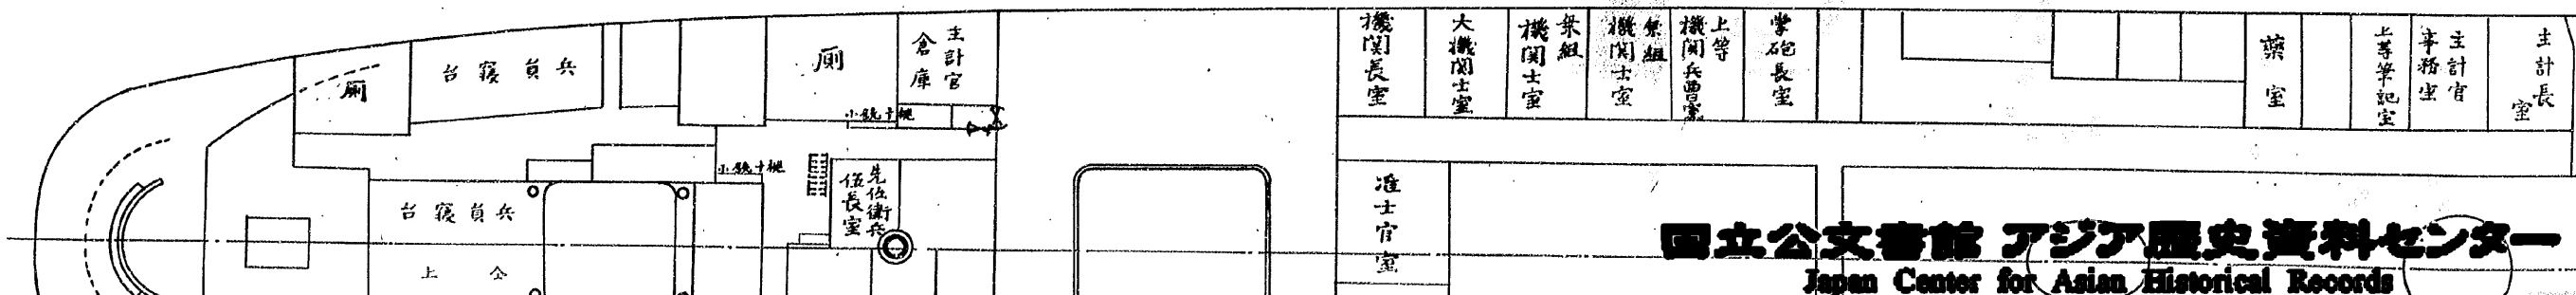 厠
兵員寝台
厠
主計官
倉庫
小銃十挺
機関長室
大機関士室
乗組
機関士室
乗組
機関士室
上等
機関兵曹室
掌砲長室
薬室
上等筆記室
主計官
事務室
主計長
室
小銃十挺
先任衛兵
伍長室
兵員寝台
仝上
准士官室
国立公文書館 アジア歴史資料センター
Japan Center for Asian Historical Records